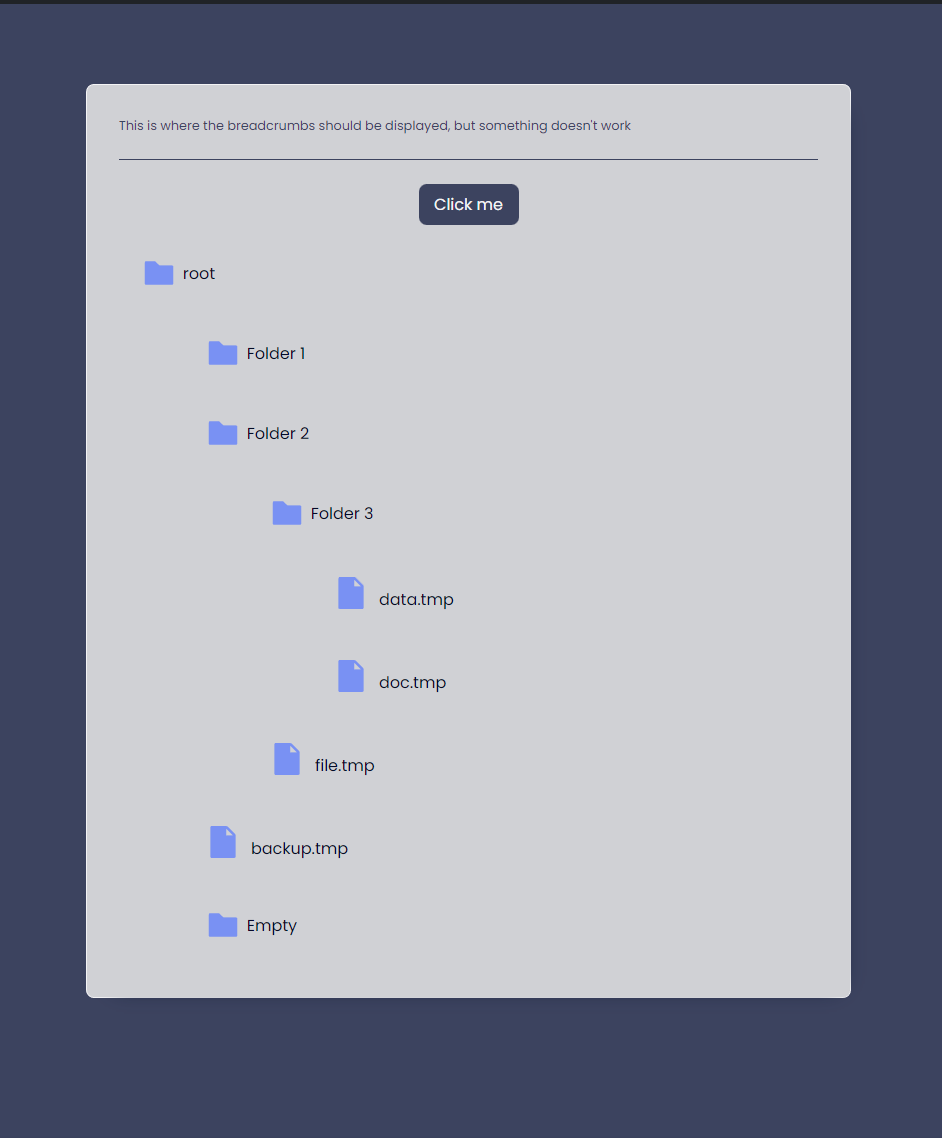 This is where the breadcrumbs should be displayed, but something doesn't work
Click me
root
Folder 1
Folder 2
Folder 3
data.tmp
doc.tmp
file.tmp
backup.tmp
Empty